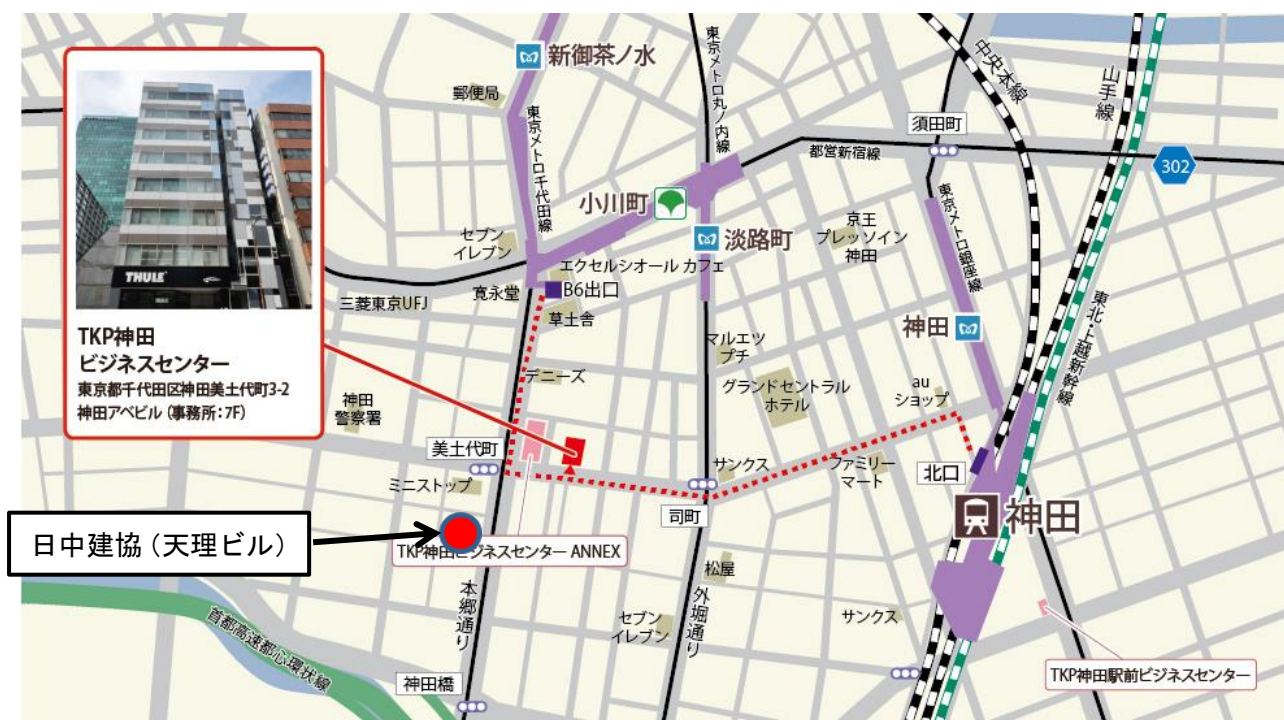 新御茶ノ水
郵便局
東京メトロ千代田線
東京メトロ丸ノ内線
中央本線
山手線
須田町
都営新宿線
302
小川町
淡路町
セブン
イレブン
京王
プレッソイン
神田
東京メトロ銀座線
エクセルシオール カフェ
B6出口
寛永堂
三菱東京UFJ
草土舎
THULE
THULE
TKP神田
ビジネスセンター
東京都千代田区神田美土代町3-2
神田アベビル (事務所:7F)
神田
東北・上越新幹線
マルエツ
プチ
デニーズ
グランドセントラル
ホテル
au
ショップ
神田
警察署
美土代町
サンクス
ファミリー
マート
北口
ミニストップ
司町
神田
日中建協(天理ビル)
TKP神田ビジネスセンター ANNEX
松屋
本郷通り
外堀通り
セブン
イレブン
サンクス
首都高速都心環状線
神田橋
TKP神田駅前ビジネスセンター